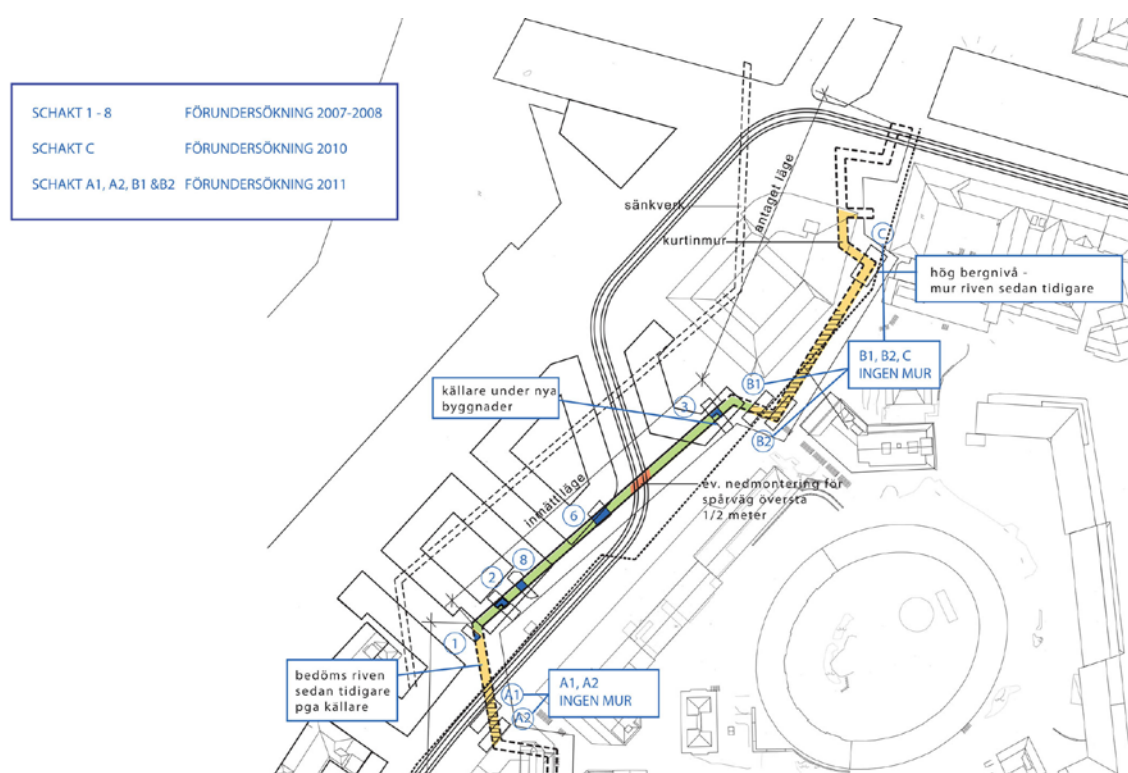 SCHAKT 1 - 8 FÖRUNDERSÖKNING 2007-2008
SCHAKT C FÖRUNDERSÖKNING 2010
SCHAKT A1, A2, B1 &B2 FÖRUNDERSÖKNING 2011
sänkverk
antaget läge
kurtinmur
C
hög bergnivå -
mur riven sedan tidigare
B1, B2, C
INGEN MUR
B1
källare under nya
byggnader
3
B2
ev. nedmontering för
spårväg översta
1/2 meter
inmätt läge
6
8
2
1
bedöms riven
sedan tidigare
pga källare
A1
A2
A1, A2
INGEN MUR